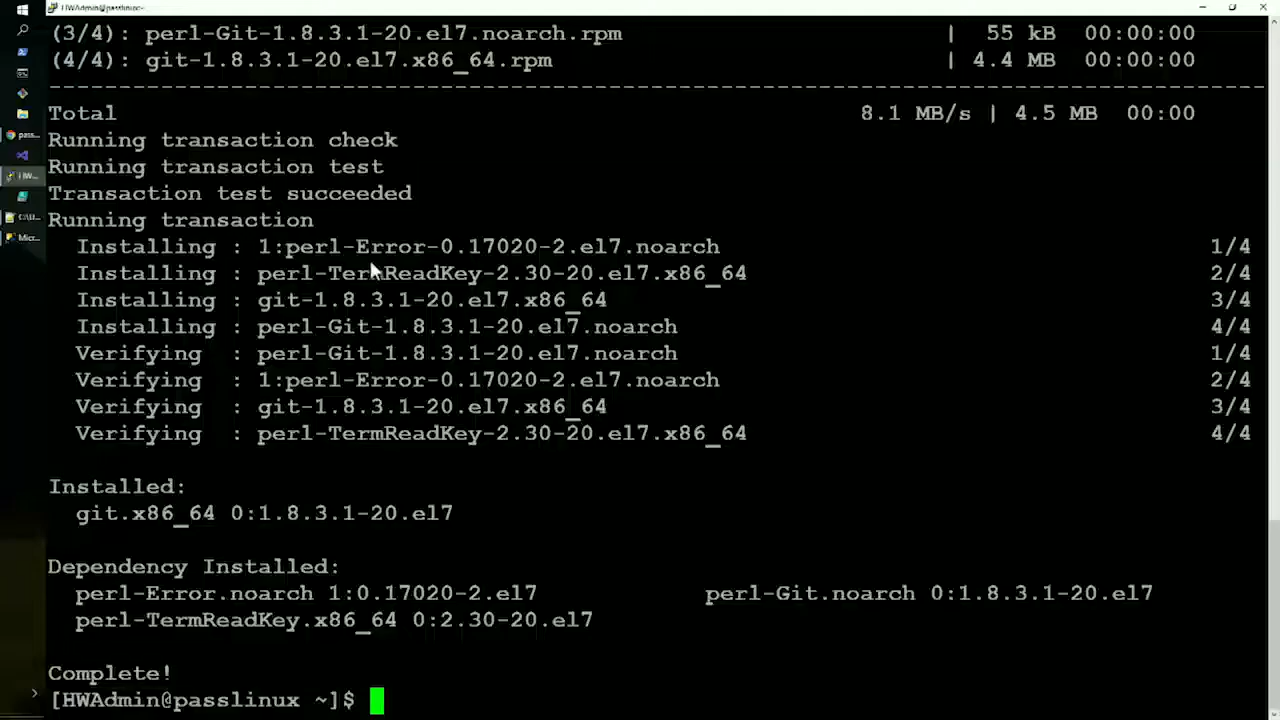 HWAdmin@passlinux:~
(3/4): perl-Git-1.8.3.1-20.el7.noarch.rpm | 55 kB 00:00:00
(4/4): git-1.8.3.1-20.el7.x86_64.rpm | 4.4 MB 00:00:00
--------------------------------------------------------------------------------
Total 8.1 MB/s | 4.5 MB 00:00
Running transaction check
Running transaction test
Transaction test succeeded
Running transaction
Installing : 1:perl-Error-0.17020-2.el7.noarch 1/4
Installing : perl-TermReadKey-2.30-20.el7.x86_64 2/4
Installing : git-1.8.3.1-20.el7.x86_64 3/4
Installing : perl-Git-1.8.3.1-20.el7.noarch 4/4
Verifying : perl-Git-1.8.3.1-20.el7.noarch 1/4
Verifying : 1:perl-Error-0.17020-2.el7.noarch 2/4
Verifying : git-1.8.3.1-20.el7.x86_64 3/4
Verifying : perl-TermReadKey-2.30-20.el7.x86_64 4/4
Installed:
git.x86_64 0:1.8.3.1-20.el7
Dependency Installed:
perl-Error.noarch 1:0.17020-2.el7 perl-Git.noarch 0:1.8.3.1-20.el7
perl-TermReadKey.x86_64 0:2.30-20.el7
Complete!
[HWAdmin@passlinux ~]$
pass...
HW...
C:\U...
Micr...